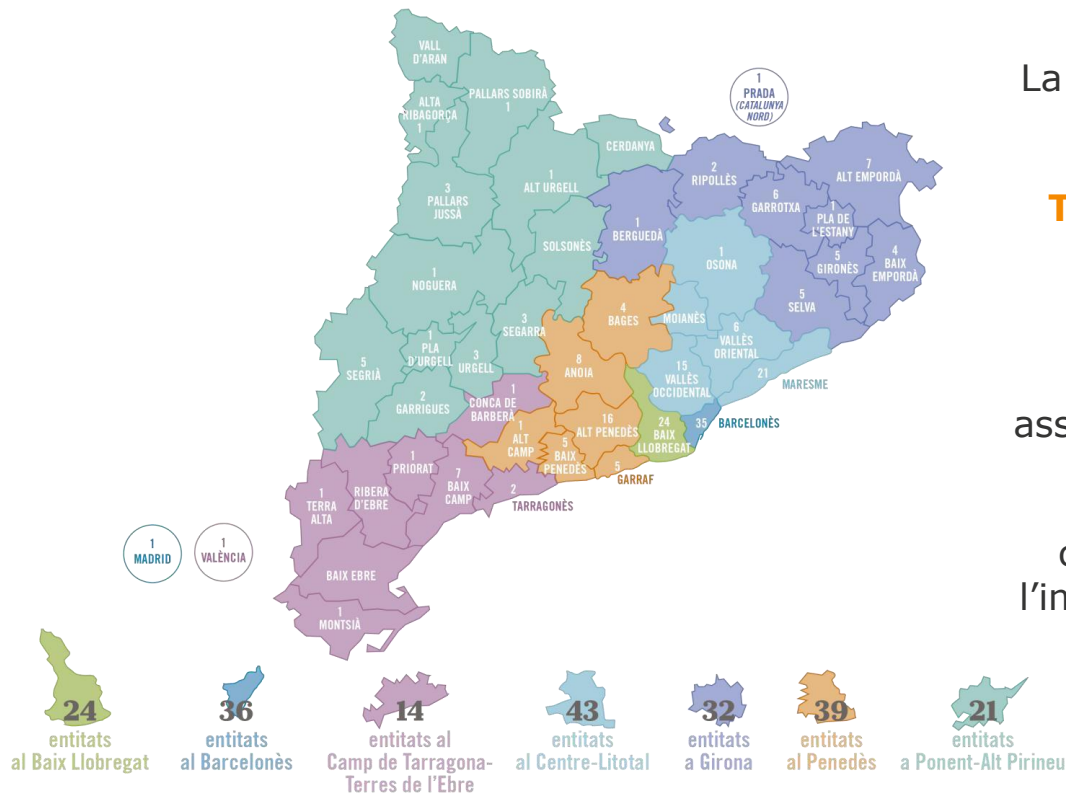 VALL
D'ARAN
ALTA
RIBAGORÇA
1
PALLARS SOBIRÀ
1
1
PRADA
(CATALUNYA
NORD)
CERDANYA
3
PALLARS
JUSSÀ
1
ALT URGELL
2
RIPOLLÈS
7
ALT EMPORDÀ
6
GARROTXA
1
PLA DE
L'ESTANY
1
BERGUEDÀ
SOLSONÈS
1
OSONA
5
GIRONÈS
4
BAIX
EMPORDÀ
1
NOGUERA
5
SELVA
4
BAGES
MOIANÈS
3
SEGARRA
6
VALLÈS
ORIENTAL
1
PLA
D'URGELL
3
URGELL
5
SEGRIÀ
8
ANOIA
15
VALLÈS
OCCIDENTAL
21
MARESME
2
GARRIGUES
1
CONCA DE
BARBERÀ
1
ALT
CAMP
16
ALT PENEDÈS
24
BAIX
LLOBREGAT
35
BARCELONÈS
5
BAIX
PENEDÈS
5
GARRAF
1
PRIORAT
7
BAIX
CAMP
2
TARRAGONÈS
1
TERRA
ALTA
RIBERA
D'EBRE
1
MADRID
1
VALÈNCIA
BAIX EBRE
1
MONTSIÀ
La
T
ass
l'in
24
entitats
al Baix Llobregat
36
entitats
al Barcelonès
14
entitats al
Camp de Tarragona-
Terres de l'Ebre
43
entitats
al Centre-Litotal
32
entitats
a Girona
39
entitats
al Penedès
21
entitats
a Ponent-Alt Pirineu